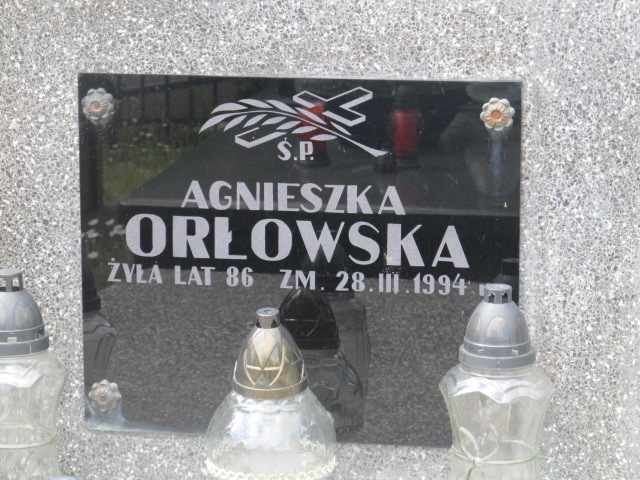 Ś.P.
AGNIESZKA
ORŁOWSKA
ŻYŁA LAT 86 ZM. 28.III.1994